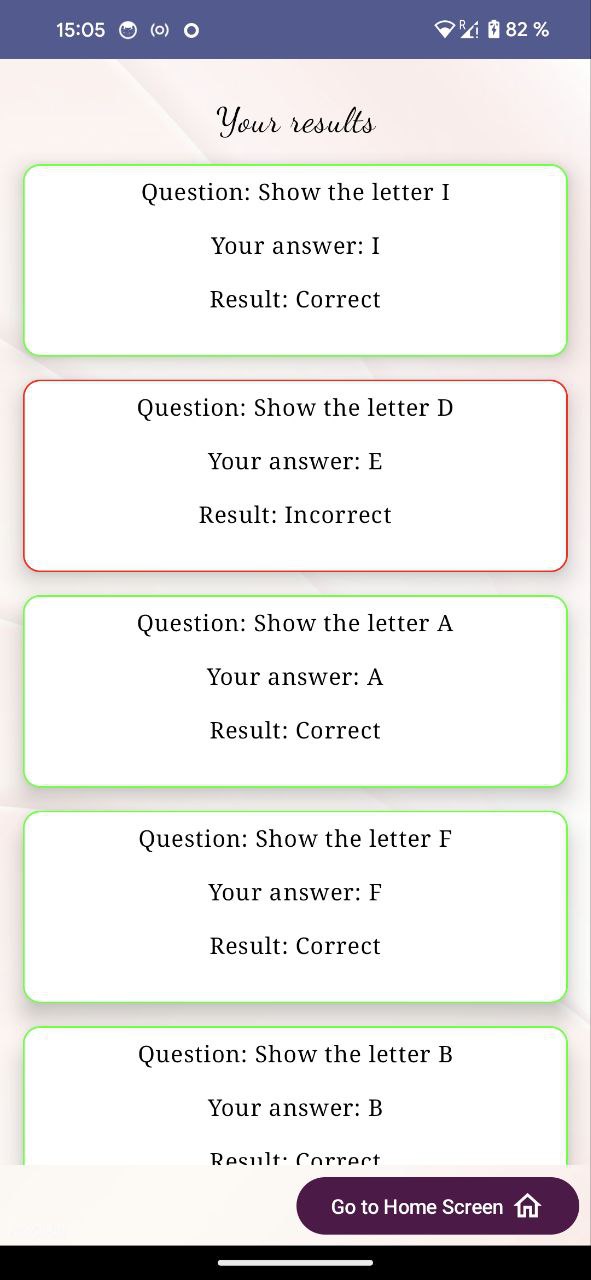 15:05
R
82 %
Your results
Question: Show the letter I
Your answer: I
Result: Correct
Question: Show the letter D
Your answer: E
Result: Incorrect
Question: Show the letter A
Your answer: A
Result: Correct
Question: Show the letter F
Your answer: F
Result: Correct
Question: Show the letter B
Your answer: B
Result: Correct
Go to Home Screen